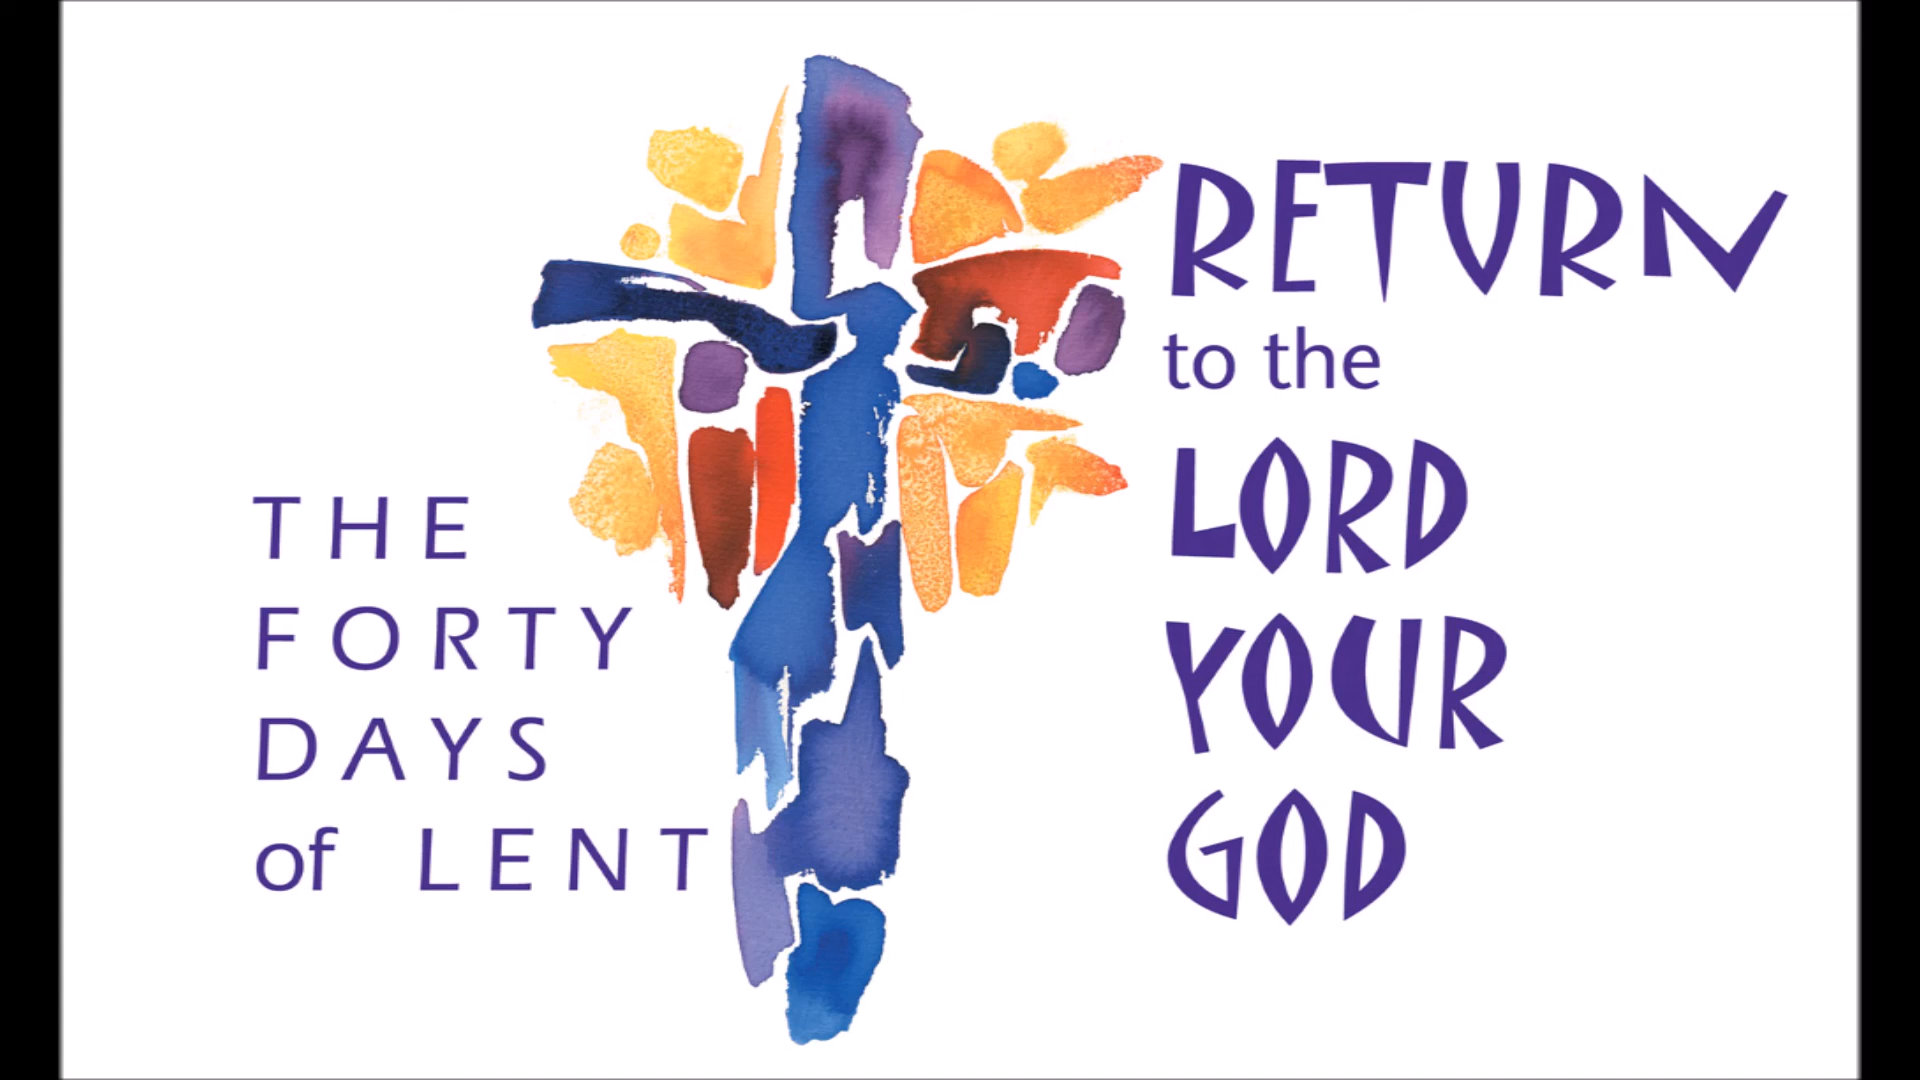 THE
FORTY
DAYS
of LENT
RETURN
to the
LORD
YOUR
GOD